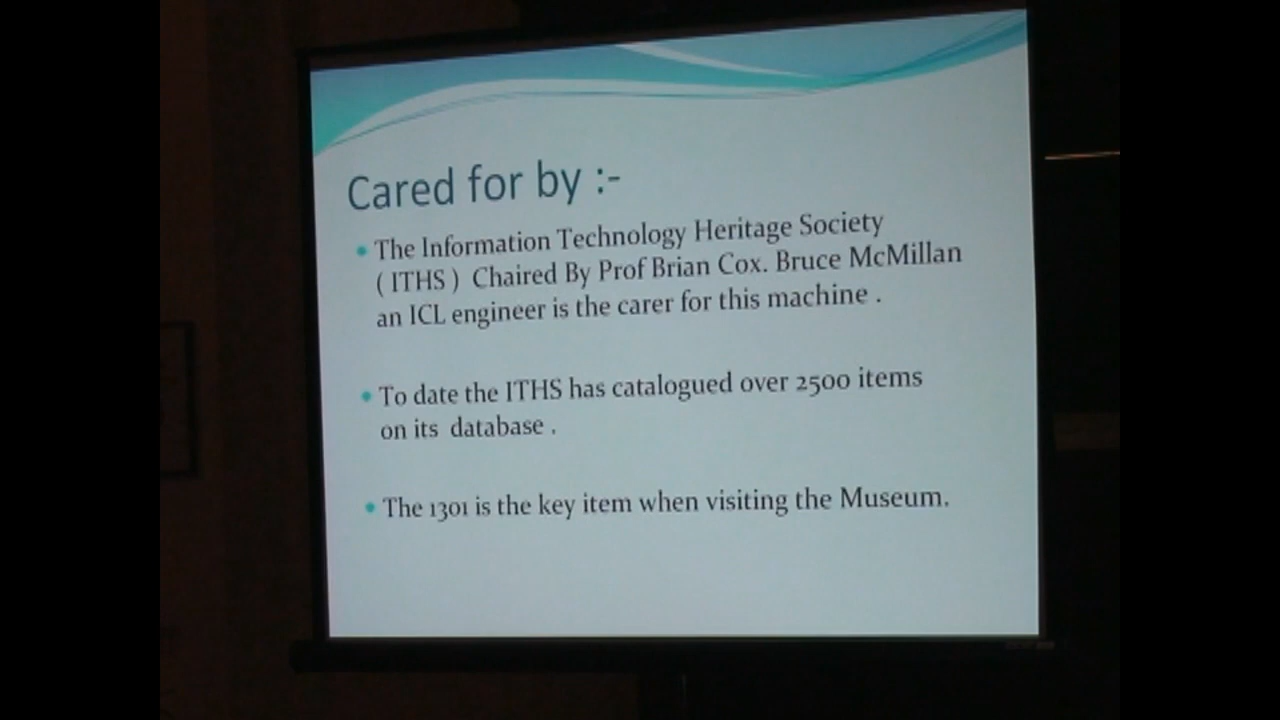 Cared for by :-
• The Information Technology Heritage Society
( ITHS ) Chaired By Prof Brian Cox. Bruce McMillan
an ICL engineer is the carer for this machine .
• To date the ITHS has catalogued over 2500 items
on its database .
• The 1301 is the key item when visiting the Museum.